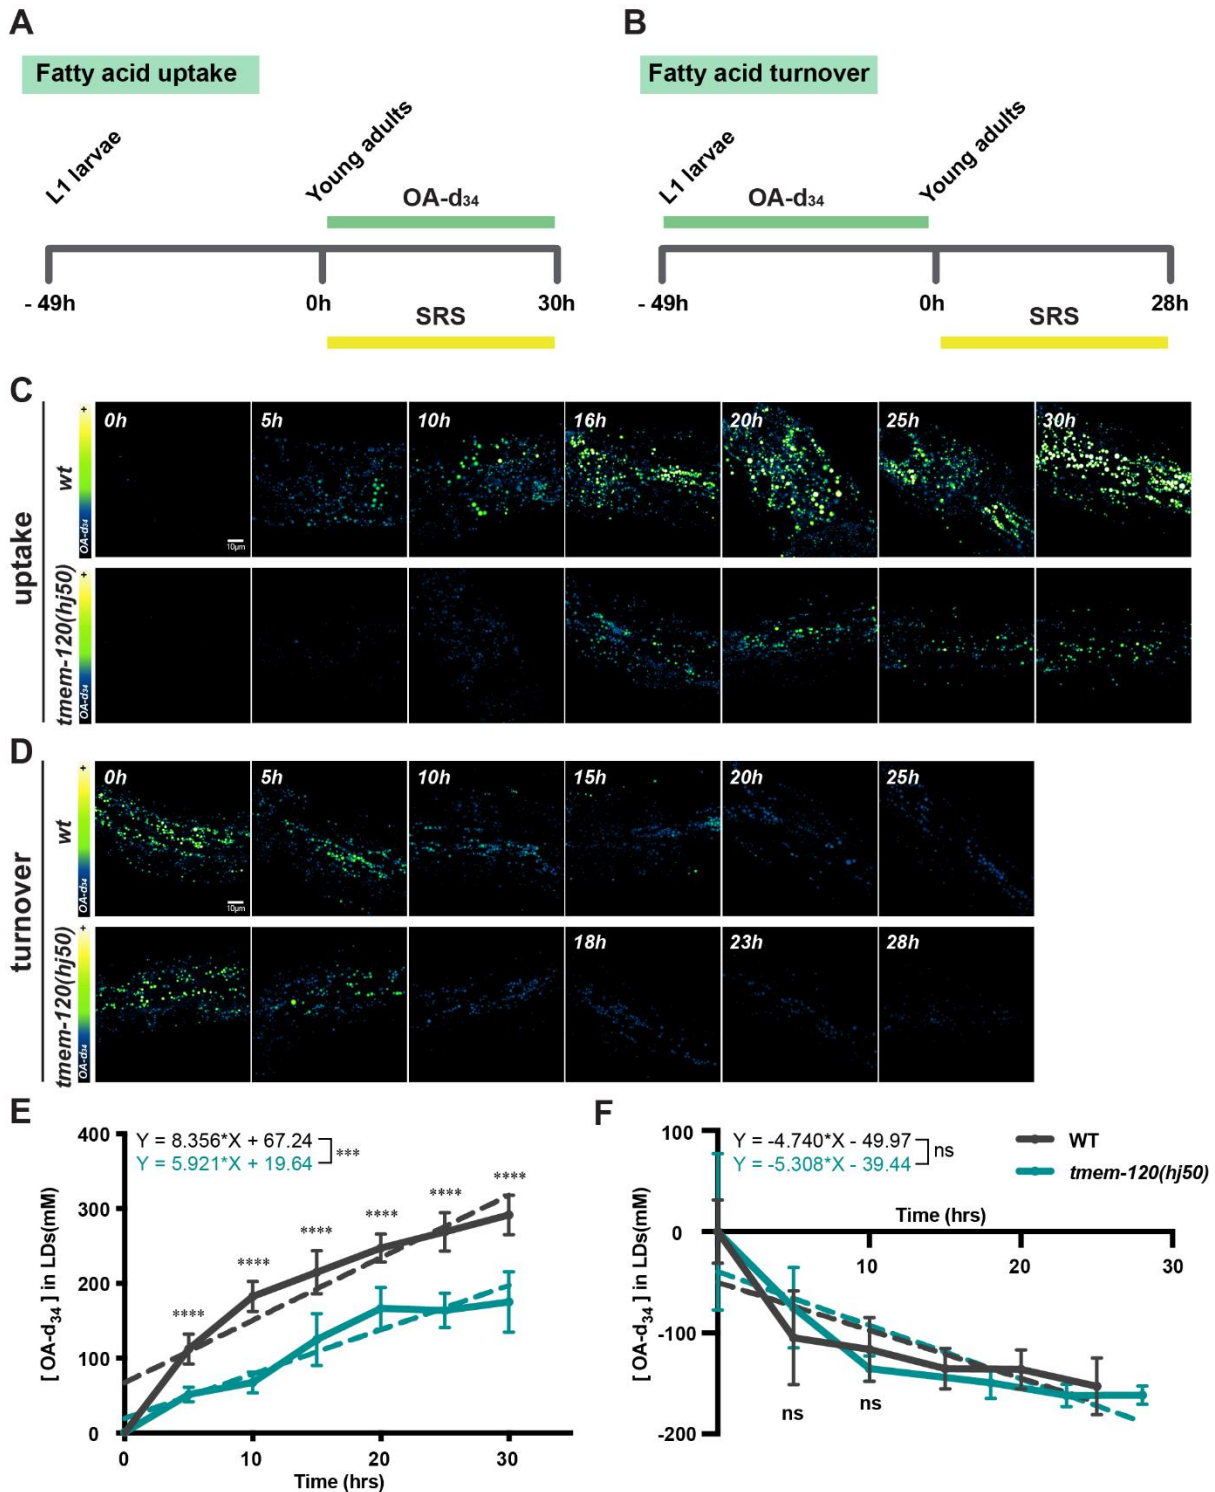 A
Fatty acid uptake
L1 larvae
Young adults
OA-d34
- 49h
0h
30h
SRS
B
Fatty acid turnover
L1 larvae
Young adults
OA-d34
- 49h
0h
28h
SRS
C
uptake
wt
+
OA-d34
0h
5h
10h
16h
20h
25h
30h
10μm
tmem-120(hj50)
+
OA-d34
D
turnover
wt
+
OA-d34
0h
5h
10h
15h
20h
25h
10μm
tmem-120(hj50)
+
OA-d34
18h
23h
28h
E
Y = 8.356*X + 67.24
Y = 5.921*X + 19.64
***
**** **** **** **** **** ****
400
300
200
100
0
[ OA-d34 ] in LDs(mM)
0 10 20 30
Time (hrs)
F
Y = -4.740*X - 49.97
Y = -5.308*X - 39.44
ns
WT
tmem-120(hj50)
100
0
-100
-200
[ OA-d34 ] in LDs(mM)
Time (hrs)
10 20 30
ns ns